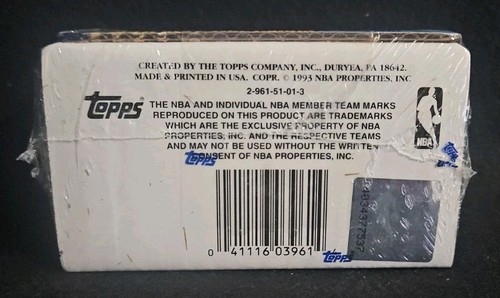 CREATED BY THE TOPPS COMPANY, INC., DURYEA, PA 18642.
MADE & PRINTED IN USA. COPR. © 1993 NBA PROPERTIES, INC
2-961-51-01-3
TOPPS
THE NBA AND INDIVIDUAL NBA MEMBER TEAM MARKS
REPRODUCED ON THIS PRODUCT ARE TRADEMARKS
WHICH ARE THE EXCLUSIVE PROPERTY OF NBA
PROPERTIES, INC. AND THE RESPECTIVE TEAMS
AND MAY NOT BE USED WITHOUT THE WRITTEN
CONSENT OF NBA PROPERTIES, INC.
NBA
TOPPS
TOPPS
0 41116 03961
TOPPS